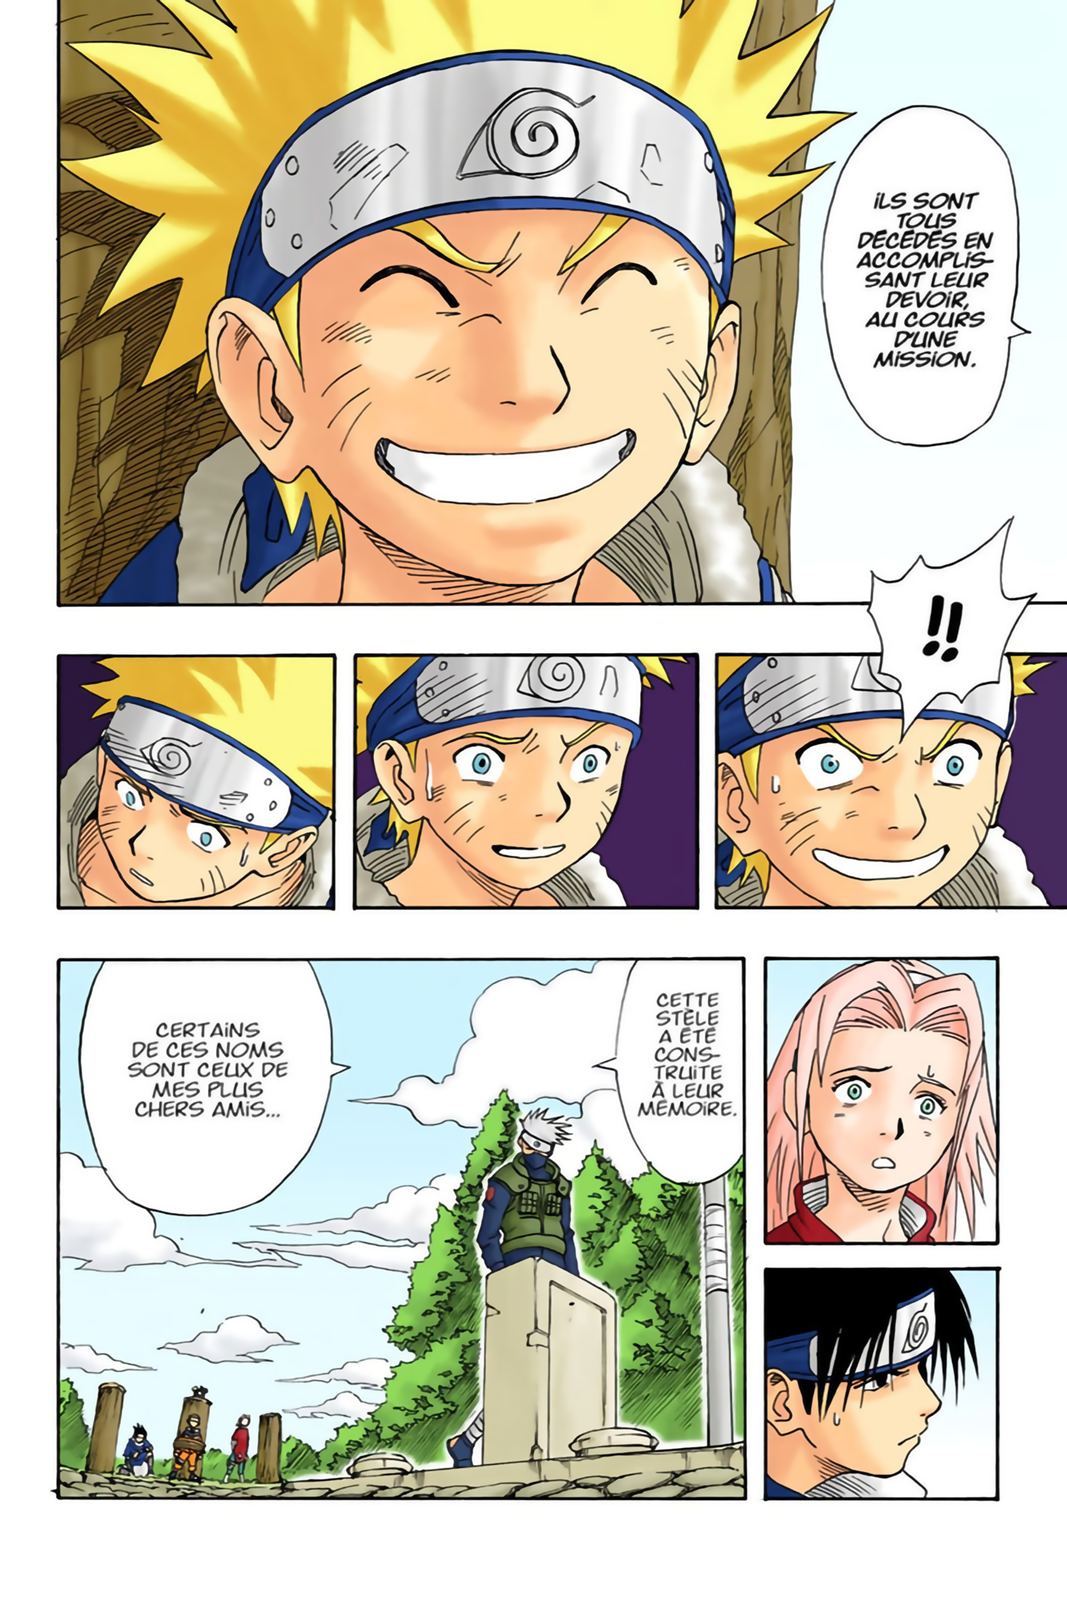 ILS SONT
TOUS
DÉCÉDÉS EN
ACCOMPLIS-
SANT LEUR
DEVOIR,
AU COURS
D'UNE
MISSION.
!!
CETTE
STÈLE
A ÉTÉ
CONS-
TRUITE
À LEUR
MÉMOIRE.
CERTAINS
DE CES NOMS
SONT CEUX DE
MES PLUS
CHERS AMIS...